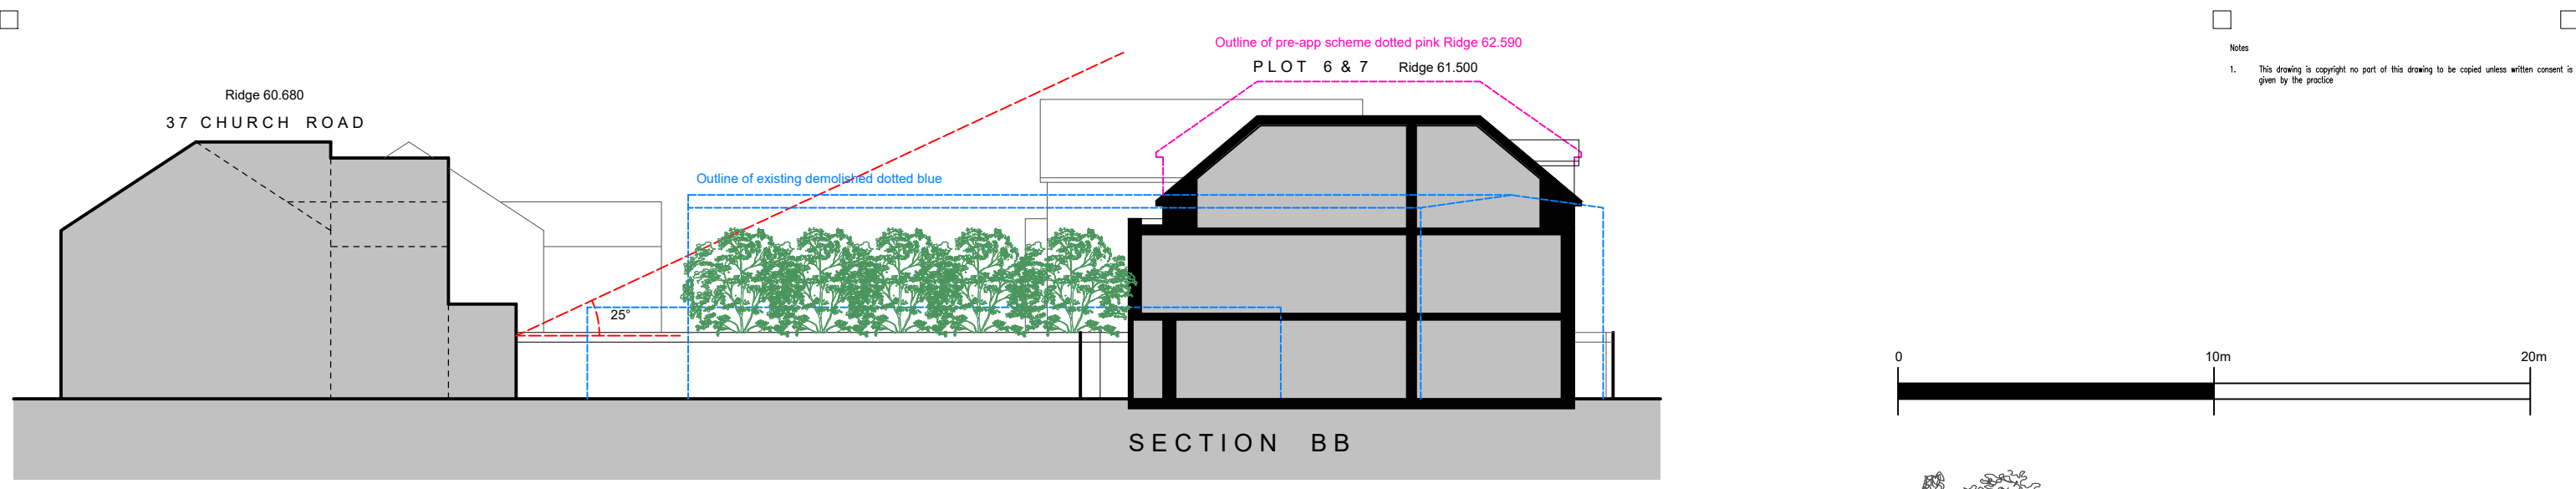 Outline of pre-app scheme dotted pink Ridge 62.590
PLOT 6 & 7 Ridge 61.500
Ridge 60.680
37 CHURCH ROAD
Outline of existing demolished dotted blue
25°
SECTION BB
Notes
1. This drawing is copyright no part of this drawing to be copied unless written consent is
given by the practice
0 10m 20m